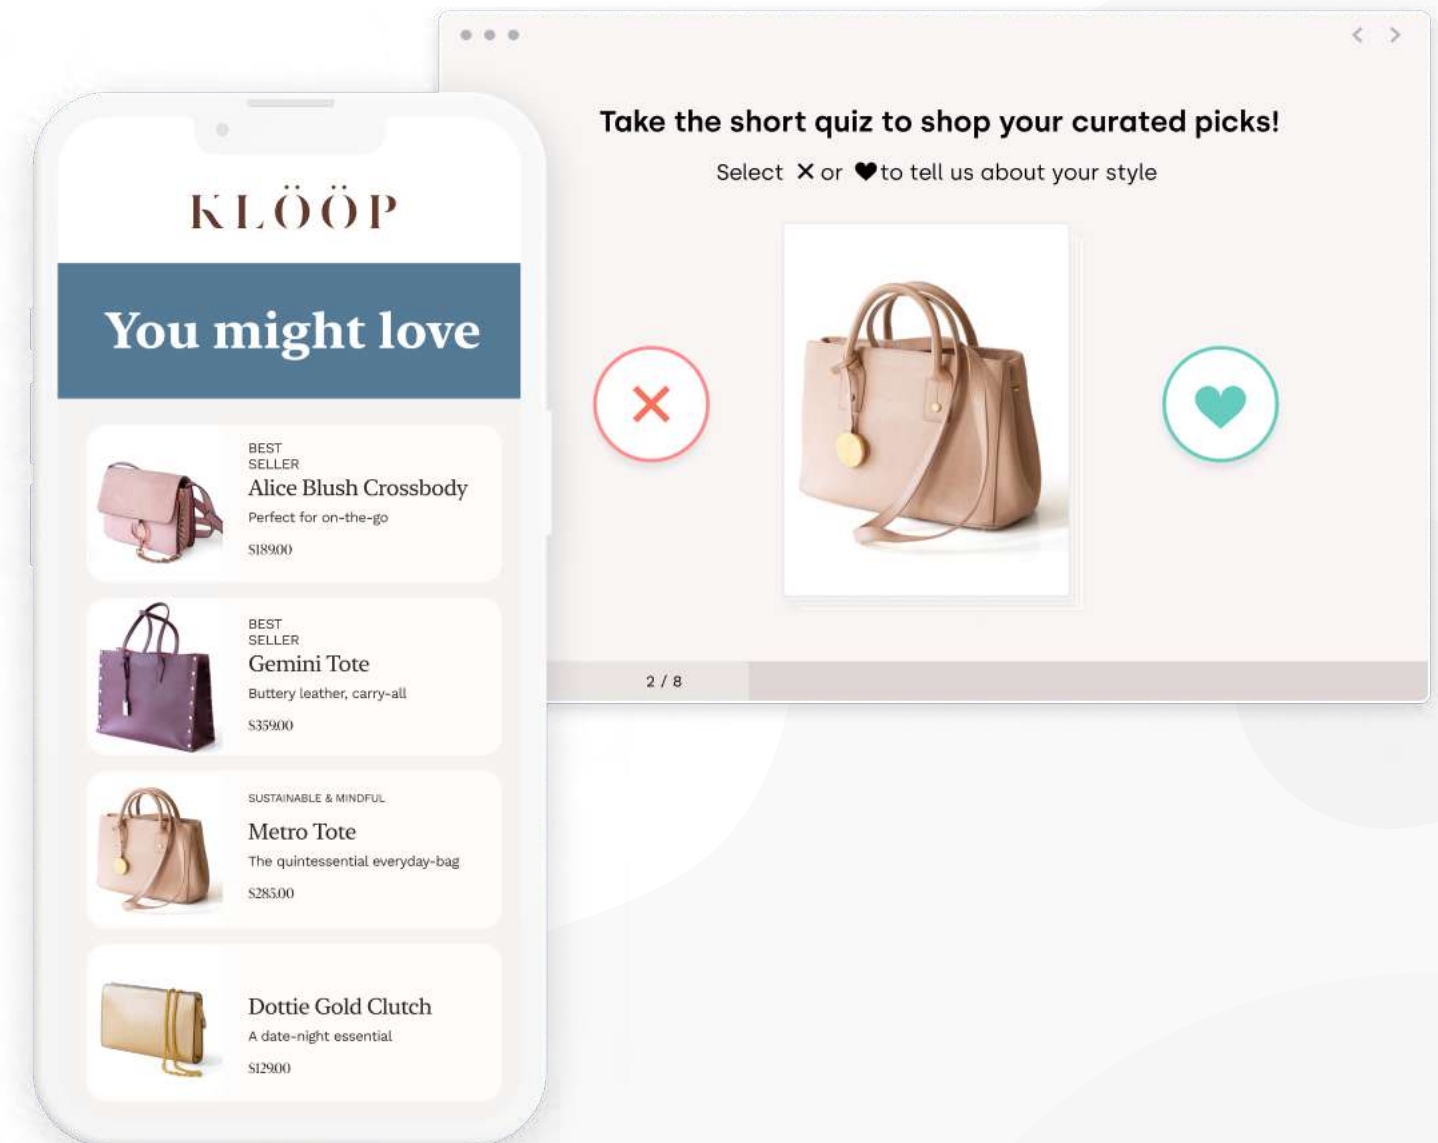 KLÖÖP
You might love
BEST
SELLER
Alice Blush Crossbody
Perfect for on-the-go
$189.00
BEST
SELLER
Gemini Tote
Buttery leather, carry-all
$359.00
SUSTAINABLE & MINDFUL
Metro Tote
The quintessential everyday-bag
$285.00
Dottie Gold Clutch
A date-night essential
$129.00
Take the short quiz to shop your curated picks!
Select ✕ or ♥ to tell us about your style
2 / 8